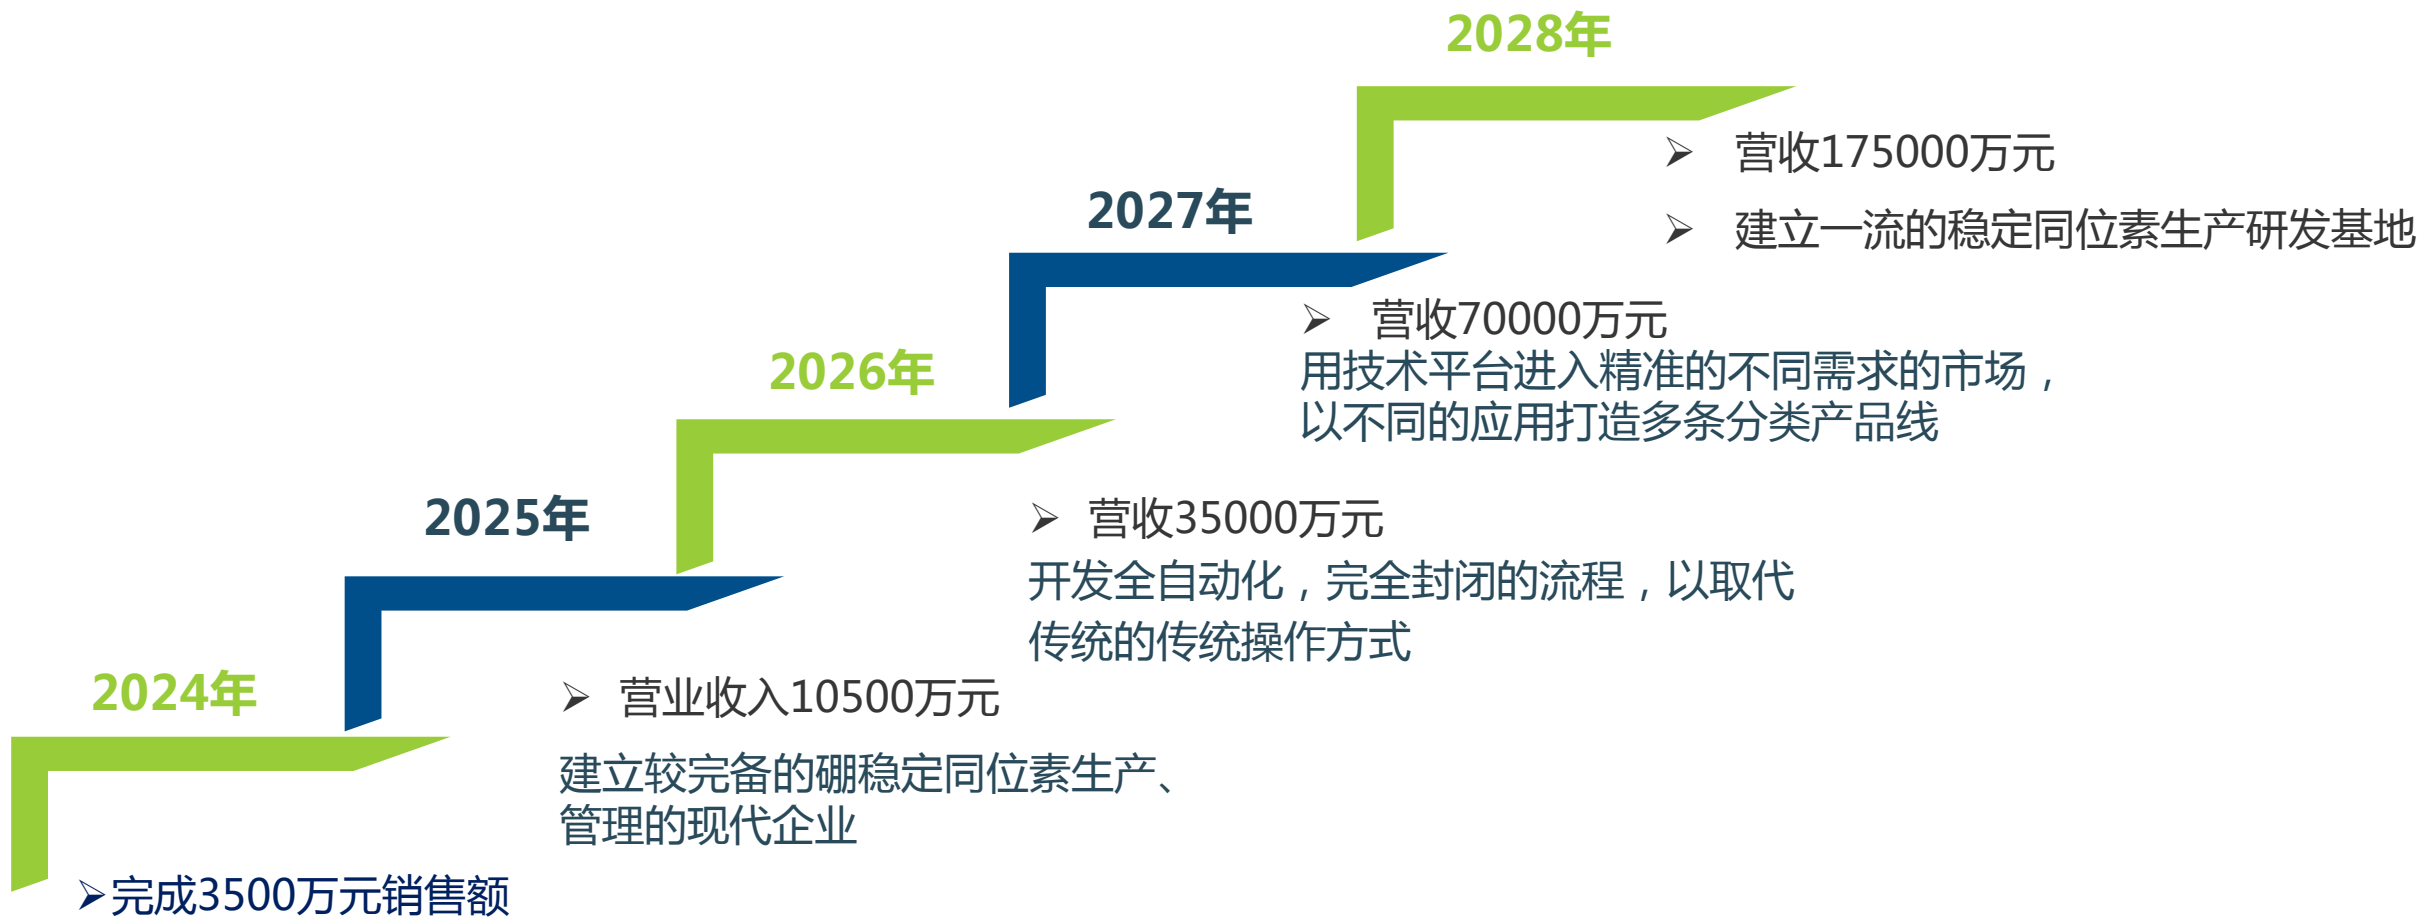 2028年
营收175000万元
建立一流的稳定同位素生产研发基地
2027年
营收70000万元
用技术平台进入精准的不同需求的市场，
以不同的应用打造多条分类产品线
2026年
营收35000万元
开发全自动化，完全封闭的流程，以取代
传统的传统操作方式
2025年
营业收入10500万元
建立较完备的硼稳定同位素生产、
管理的现代企业
2024年
完成3500万元销售额